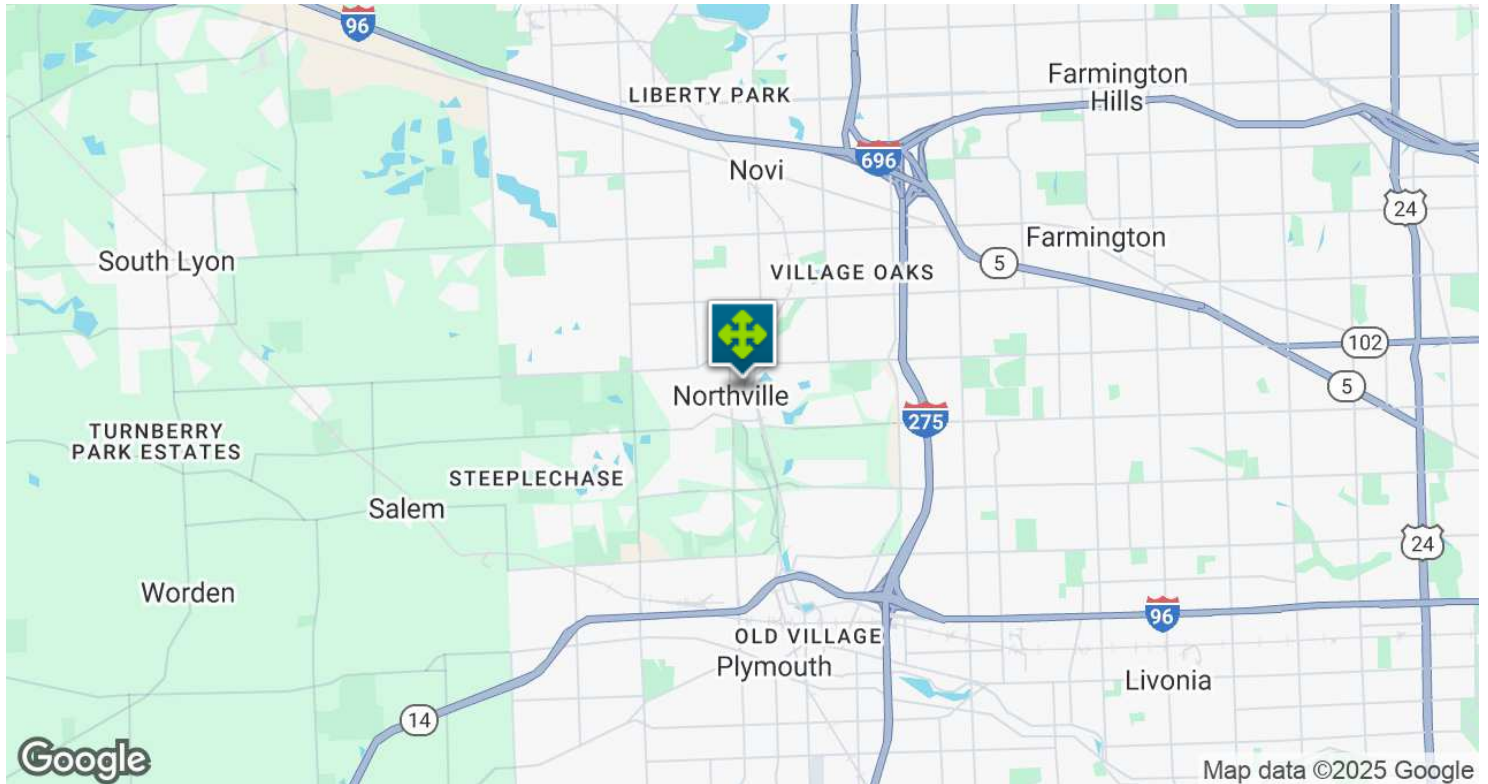 96
LIBERTY PARK
Farmington
Hills
Novi
696
24
South Lyon
Farmington
VILLAGE OAKS
5
102
Northville
5
275
TURNBERRY
PARK ESTATES
STEEPLECHASE
Salem
24
Worden
96
OLD VILLAGE
Plymouth
Livonia
14
Google
Map data ©2025 Google